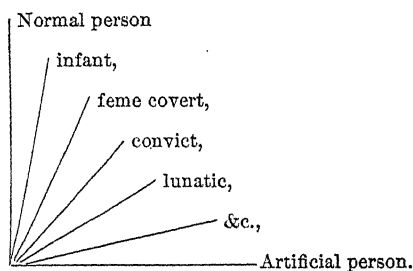 Normal person
infant,
feme covert,
convict,
lunatic,
&c.,
Artificial person.